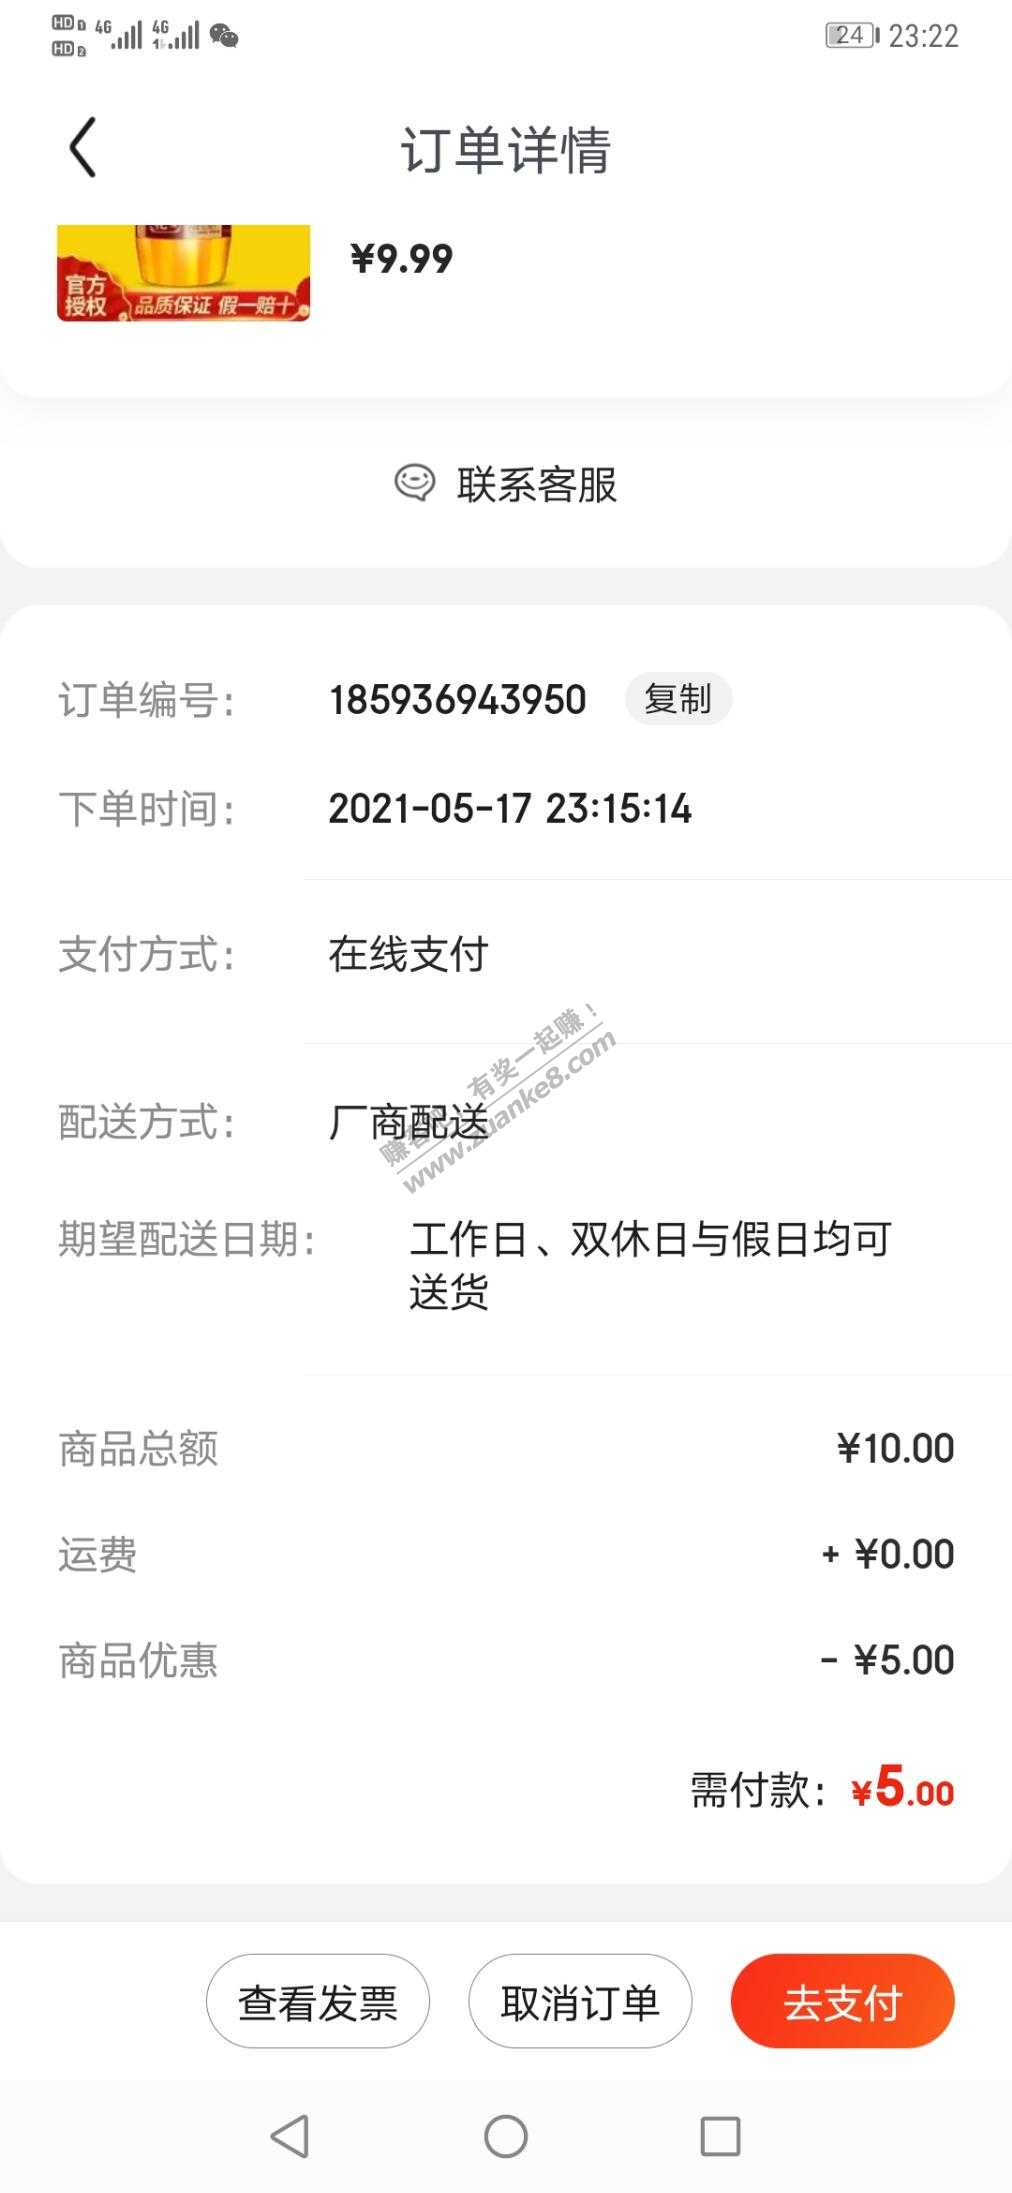 HD 1 4G 4G
HD 2
24 23:22
订单详情
¥9.99
官方
授权
品质保证 假一赔十
联系客服
订单编号: 185936943950 复制
下单时间: 2021-05-17 23:15:14
支付方式: 在线支付
赚客吧,有奖一起赚!
www.zuanke8.com
配送方式: 厂商配送
期望配送日期: 工作日、双休日与假日均可
送货
商品总额 ¥10.00
运费 + ¥0.00
商品优惠 - ¥5.00
需付款: ¥5.00
查看发票 取消订单 去支付